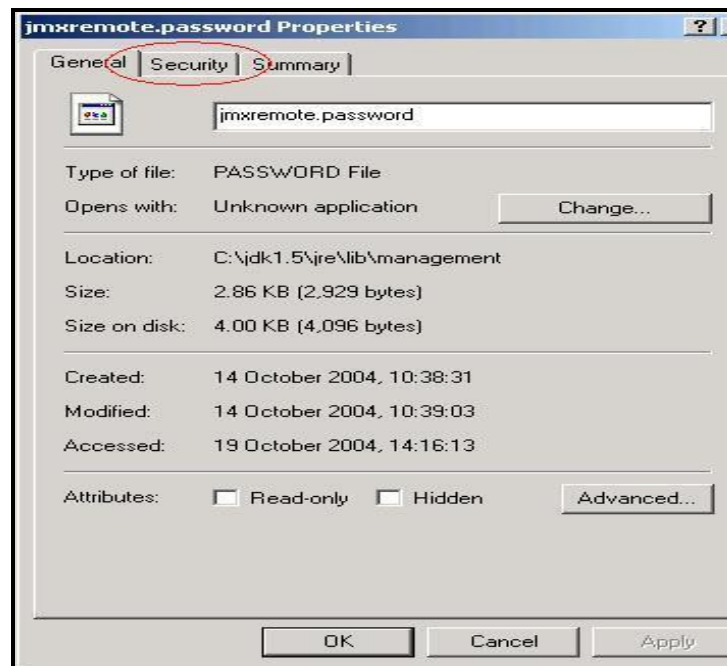 jmxremote.password Properties
General Security Summary
jmxremote.password
Type of file: PASSWORD File
Opens with: Unknown application Change...
Location: C:\jdk1.5\jre\lib\management
Size: 2.86 KB (2,929 bytes)
Size on disk: 4.00 KB (4,096 bytes)
Created: 14 October 2004, 10:38:31
Modified: 14 October 2004, 10:39:03
Accessed: 19 October 2004, 14:16:13
Attributes: Read-only Hidden Advanced...
OK Cancel Apply